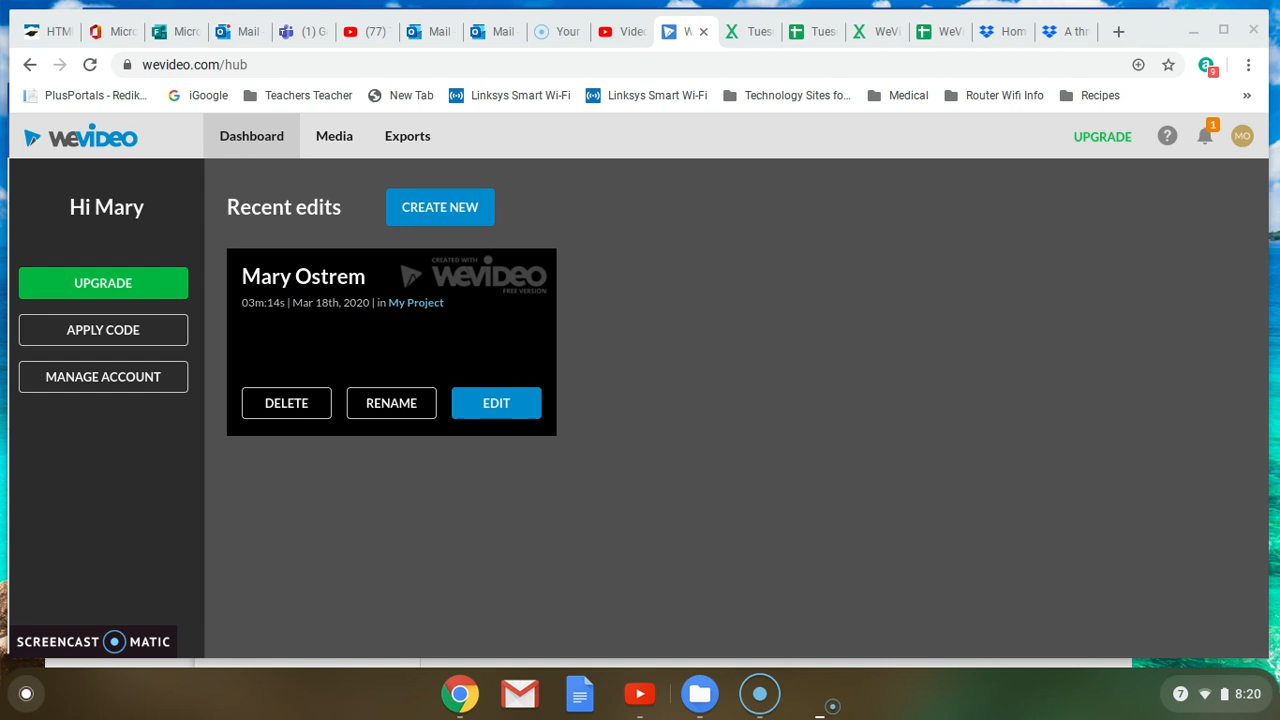 HTM
Micro
Micro
Mail
(1) G
(77)
Mail
Mail
Your
Vide
W
Tues
Tues
WeVi
WeVi
Hom
A thr
wevideo.com/hub
a
9
PlusPortals - Redik...
iGoogle
Teachers Teacher
New Tab
Linksys Smart Wi-Fi
Linksys Smart Wi-Fi
Technology Sites fo...
Medical
Router Wifi Info
Recipes
»
WEVIDEO
Dashboard
Media
Exports
UPGRADE
?
1
MO
Hi Mary
Recent edits
CREATE NEW
UPGRADE
APPLY CODE
MANAGE ACCOUNT
Mary Ostrem
CREATED WITH
WEVIDEO
FREE VERSION
03m:14s | Mar 18th, 2020 | in My Project
DELETE
RENAME
EDIT
SCREENCAST MATIC
7
8:20